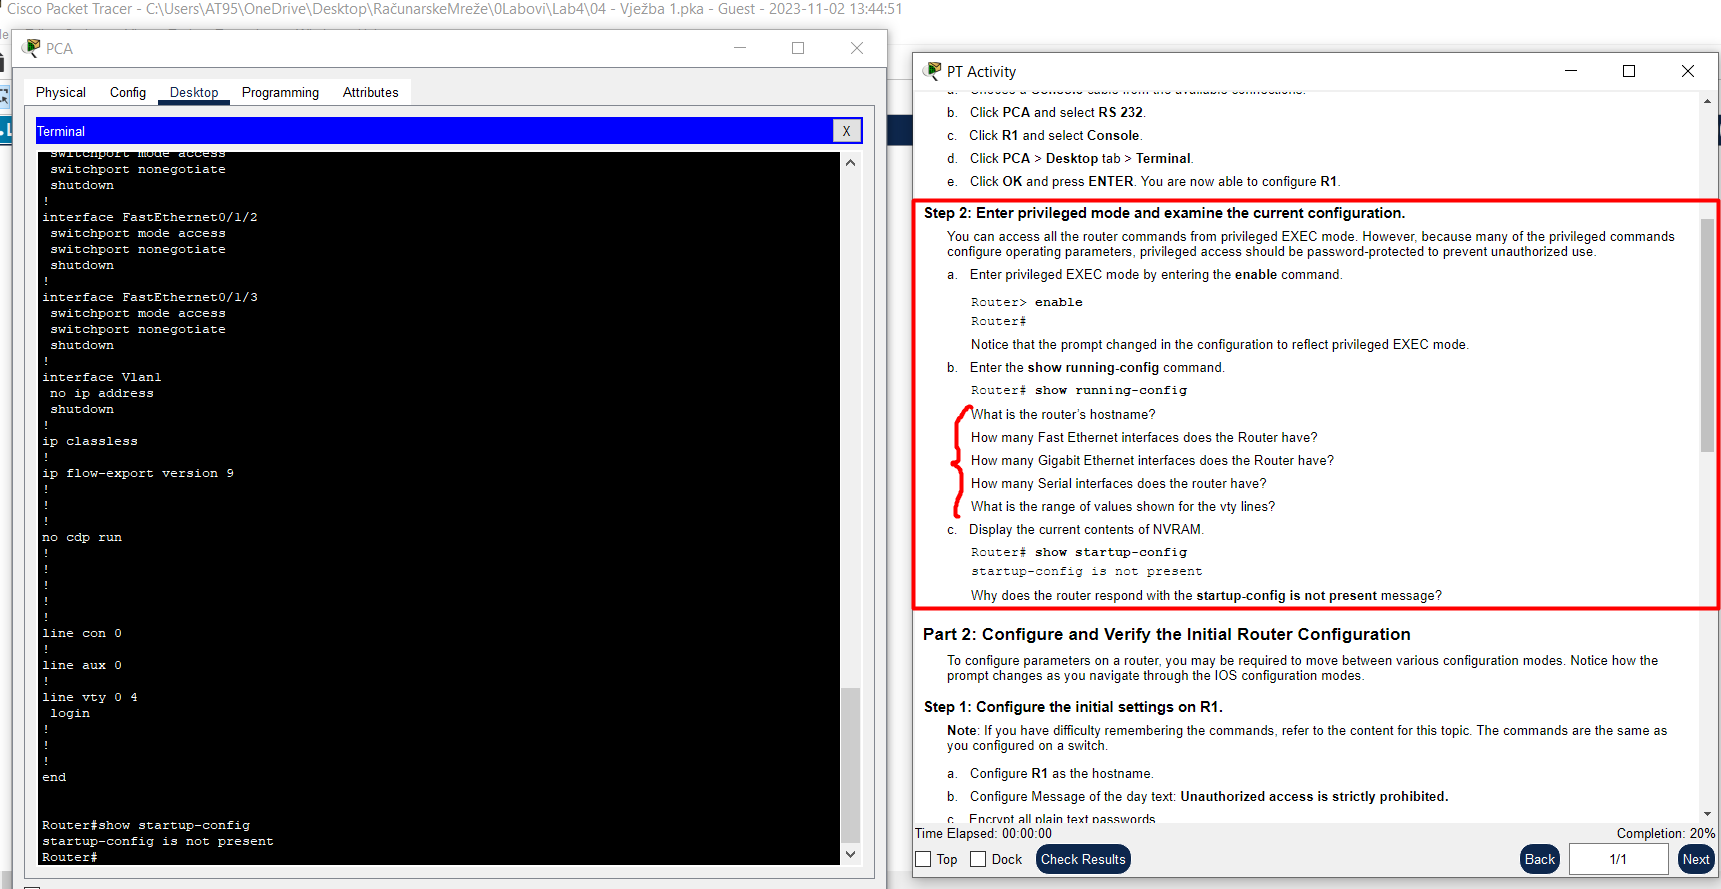 Cisco Packet Tracer - C:\Users\AT95\OneDrive\Desktop\RačunarskeMreže\0Labovi\Lab4\04 - Vježba 1.pka - Guest - 2023-11-02 13:44:51
PCA
Physical Config Desktop Programming Attributes
Terminal X
switchport mode access
switchport nonegotiate
shutdown
!
interface FastEthernet0/1/2
switchport mode access
switchport nonegotiate
shutdown
!
interface FastEthernet0/1/3
switchport mode access
switchport nonegotiate
shutdown
!
interface Vlan1
no ip address
shutdown
!
ip classless
!
ip flow-export version 9
!
!
!
no cdp run
!
!
!
!
!
line con 0
!
line aux 0
!
line vty 0 4
login
!
!
!
end
Router#show startup-config
startup-config is not present
Router#
PT Activity
a. Choose a Console cable from the available connections.
b. Click PCA and select RS 232.
c. Click R1 and select Console.
d. Click PCA > Desktop tab > Terminal.
e. Click OK and press ENTER. You are now able to configure R1.
Step 2: Enter privileged mode and examine the current configuration.
You can access all the router commands from privileged EXEC mode. However, because many of the privileged commands
configure operating parameters, privileged access should be password-protected to prevent unauthorized use.
a. Enter privileged EXEC mode by entering the enable command.
Router> enable
Router#
Notice that the prompt changed in the configuration to reflect privileged EXEC mode.
b. Enter the show running-config command.
Router# show running-config
What is the router's hostname?
How many Fast Ethernet interfaces does the Router have?
How many Gigabit Ethernet interfaces does the Router have?
How many Serial interfaces does the router have?
What is the range of values shown for the vty lines?
c. Display the current contents of NVRAM.
Router# show startup-config
startup-config is not present
Why does the router respond with the startup-config is not present message?
Part 2: Configure and Verify the Initial Router Configuration
To configure parameters on a router, you may be required to move between various configuration modes. Notice how the
prompt changes as you navigate through the IOS configuration modes.
Step 1: Configure the initial settings on R1.
Note: If you have difficulty remembering the commands, refer to the content for this topic. The commands are the same as
you configured on a switch.
a. Configure R1 as the hostname.
b. Configure Message of the day text: Unauthorized access is strictly prohibited.
c. Encrypt all plain text passwords
Time Elapsed: 00:00:00 Completion: 20%
Top Dock Check Results Back 1/1 Next